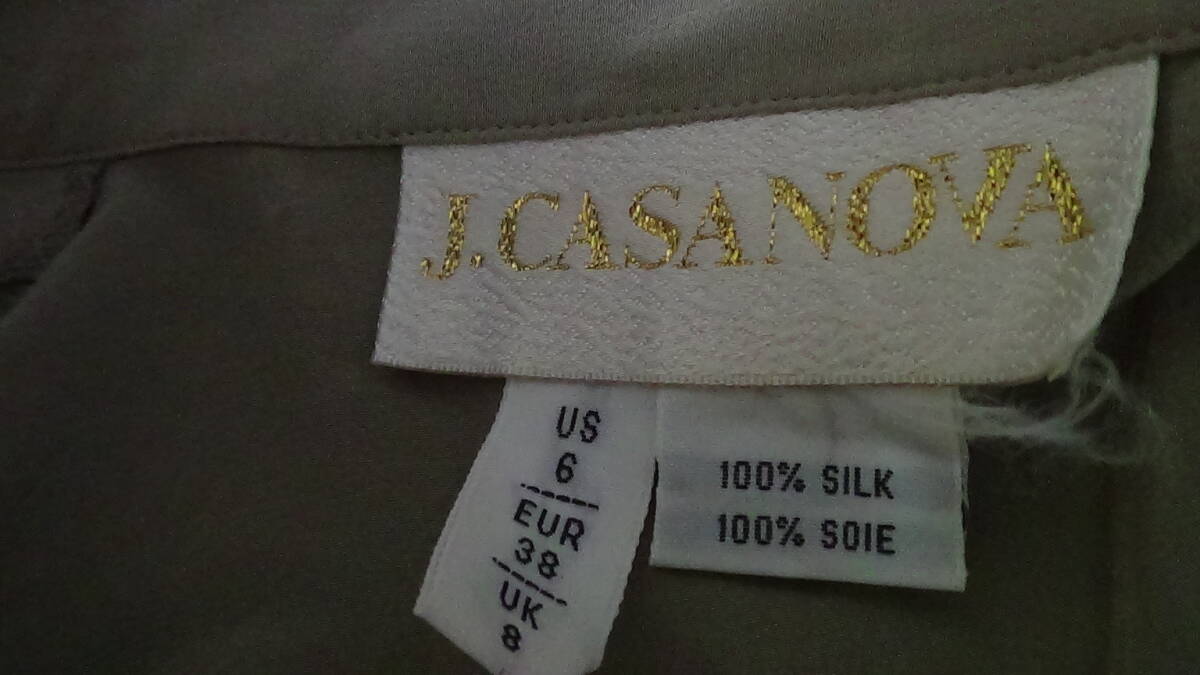 J.CASANOVA
US
6
EUR
38
UK
8
100% SILK
100% SOIE